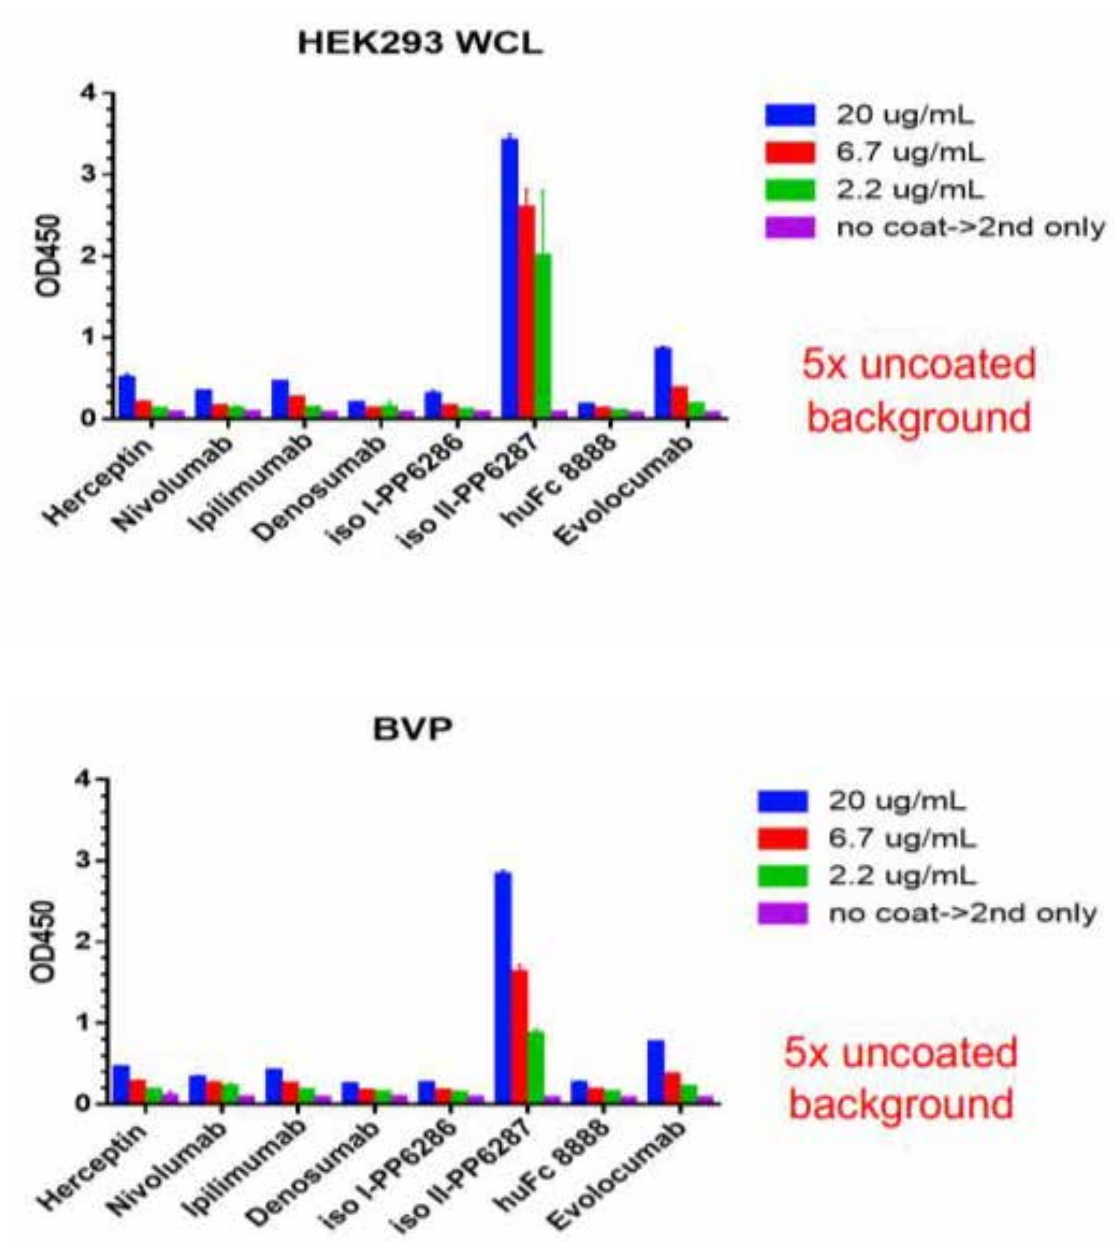 HEK293 WCL
4
3
2
1
0
OD450
20 ug/mL
6.7 ug/mL
2.2 ug/mL
no coat->2nd only
5x uncoated
background
Herceptin
Nivolumab
Ipilimumab
Denosumab
iso I-PP6286
iso II-PP6287
huFc 8888
Evolocumab
BVP
4
3
2
1
0
OD450
20 ug/mL
6.7 ug/mL
2.2 ug/mL
no coat->2nd only
5x uncoated
background
Herceptin
Nivolumab
Ipilimumab
Denosumab
iso I-PP6286
iso II-PP6287
huFc 8888
Evolocumab